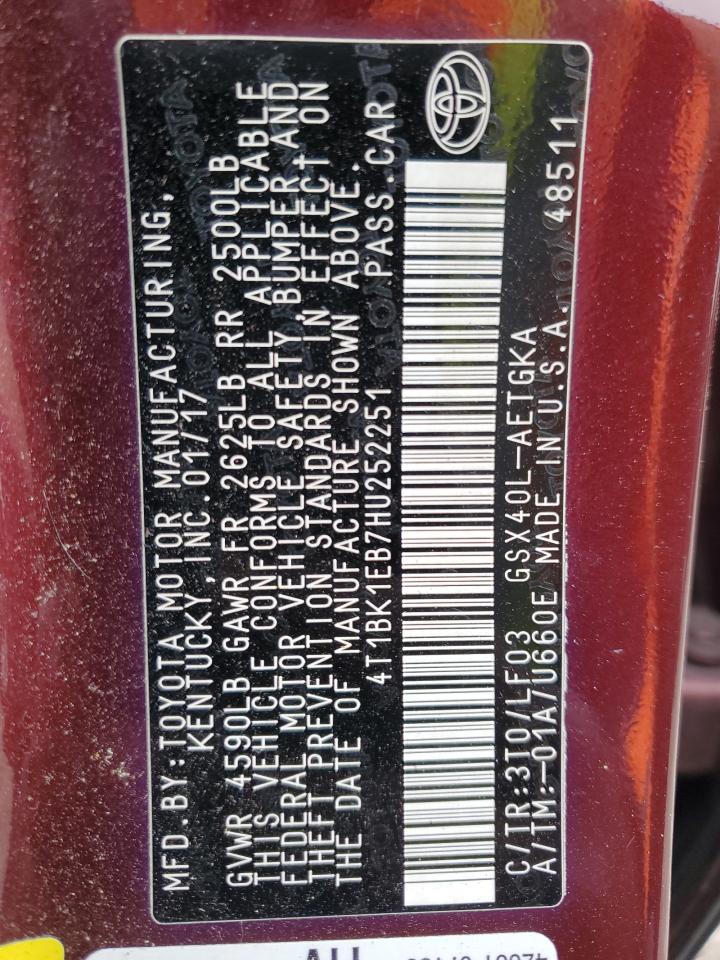 MFD.BY:TOYOTA MOTOR MANUFACTURING,
KENTUCKY,INC.01/17
GVWR 4590LB GAWR FR 2625LB RR 2500LB
THIS VEHICLE CONFORMS TO ALL APPLICABLE
FEDERAL MOTOR VEHICLE SAFETY,BUMPER,AND
THEFT PREVENTION STANDARDS IN EFFECT ON
THE DATE OF MANUFACTURE SHOWN ABOVE.
4T1BK1EB7HU252251 PASS.CAR
C/TR:3T0/LF03 GSX40L-AETGKA
A/TM:-01A/U660E MADE IN U.S.A. 48511